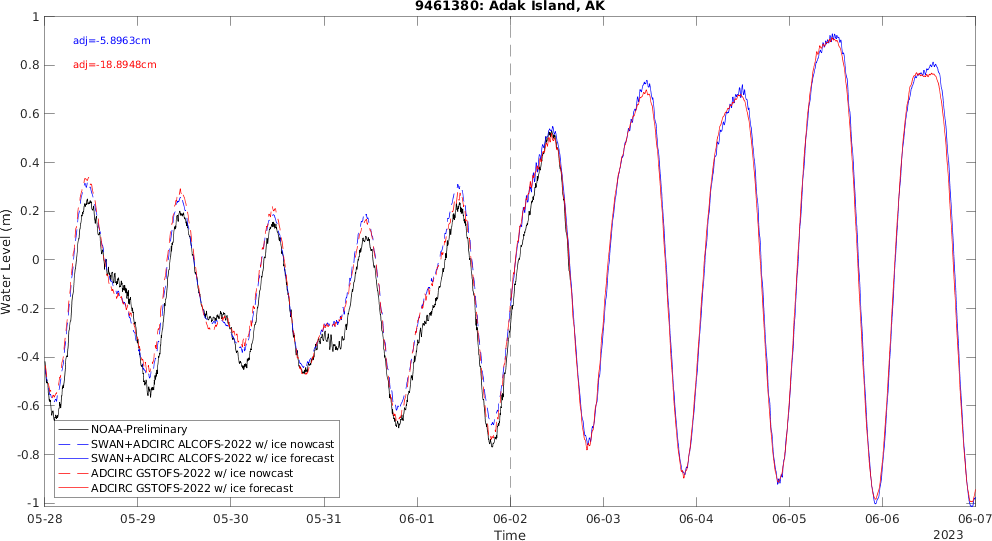 9461380: Adak Island, AK
adj=-5.8963cm
adj=-18.8948cm
Water Level (m)
1
0.8
0.6
0.4
0.2
0
-0.2
-0.4
-0.6
-0.8
-1
NOAA-Preliminary
SWAN+ADCIRC ALCOFS-2022 w/ ice nowcast
SWAN+ADCIRC ALCOFS-2022 w/ ice forecast
ADCIRC GSTOFS-2022 w/ ice nowcast
ADCIRC GSTOFS-2022 w/ ice forecast
05-28 05-29 05-30 05-31 06-01 06-02 06-03 06-04 06-05 06-06 06-07
Time
2023